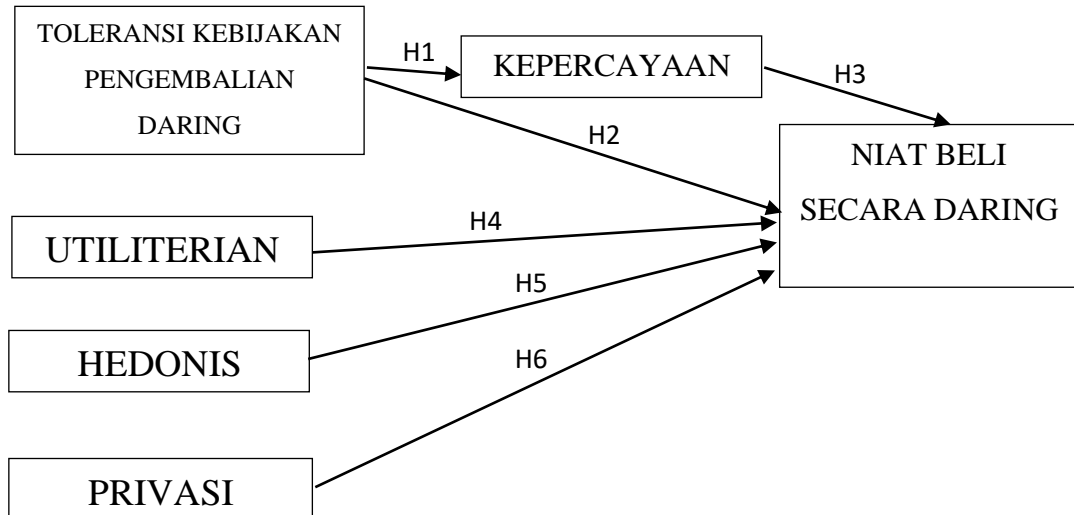 TOLERANSI KEBIJAKAN
PENGEMBALIAN
DARING
H1
KEPERCAYAAN
H3
H2
NIAT BELI
SECARA DARING
UTILITERIAN
H4
HEDONIS
H5
PRIVASI
H6